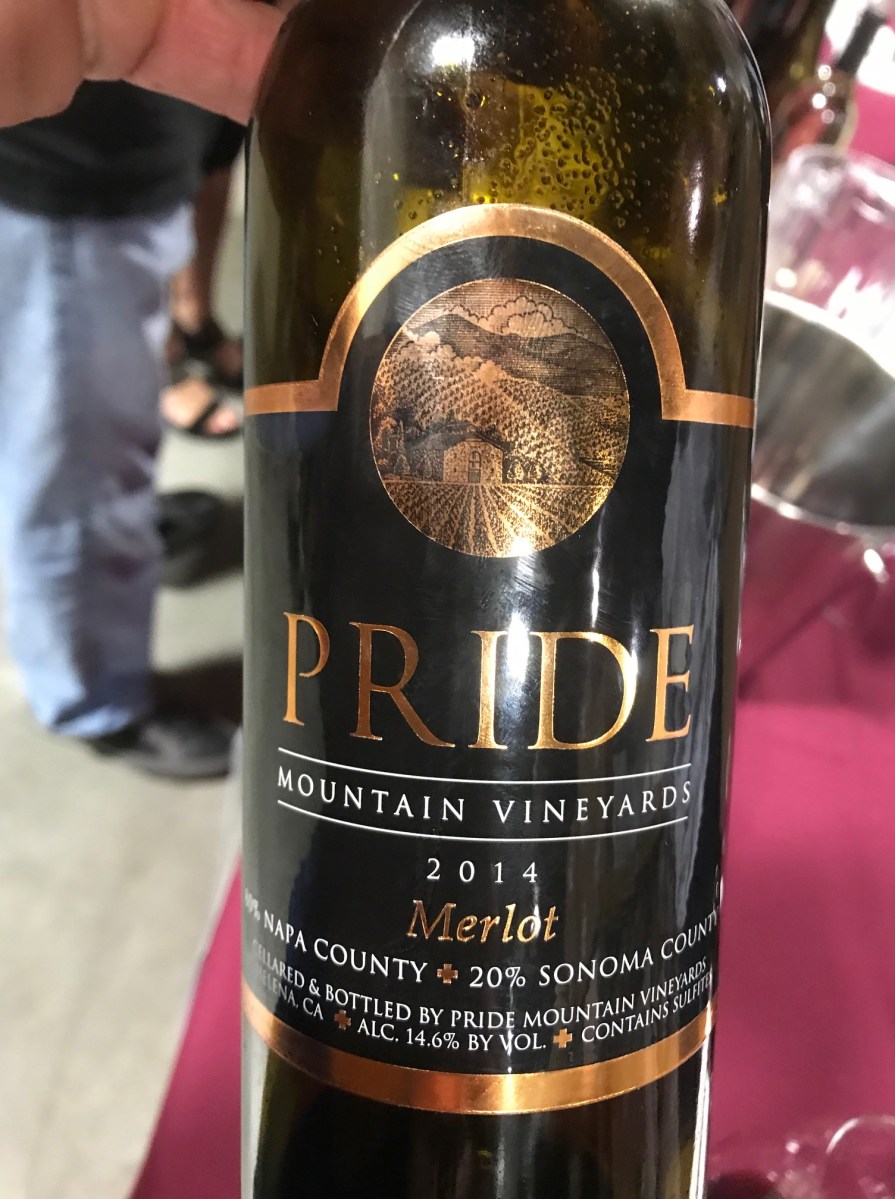 PRIDE
MOUNTAIN VINEYARDS
2014
Merlot
NAPA COUNTY ✚ 20% SONOMA COUNTY
CELLARED & BOTTLED BY PRIDE MOUNTAIN VINEYARDS
HELENA, CA ✚ ALC. 14.6% BY VOL. ✚ CONTAINS SULFITES